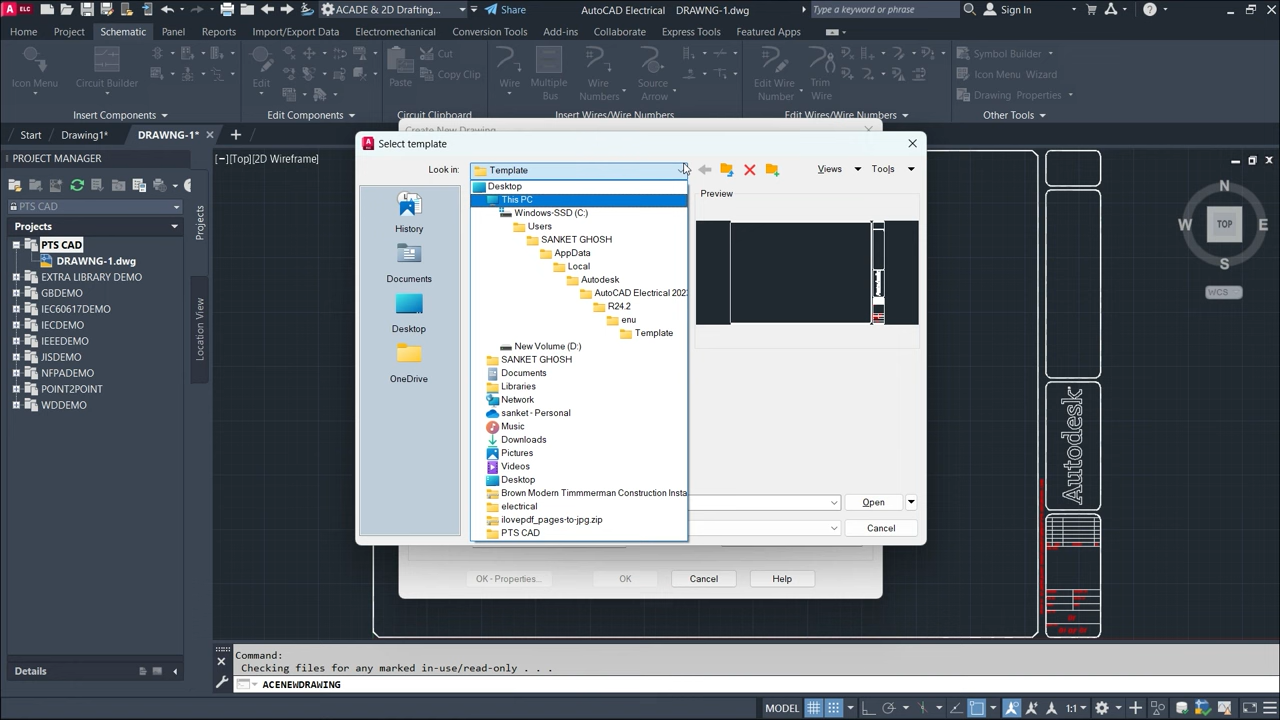 ELC
ACADE & 2D Drafting...
Share
AutoCAD Electrical DRAWNG-1.dwg
Type a keyword or phrase
Sign In
Home Project Schematic Panel Reports Import/Export Data Electromechanical Conversion Tools Add-ins Collaborate Raster Tools Featured Apps
Icon Menu
Circuit Builder
Edit
Paste
Cut
Copy Clip
Wire
Multiple
Bus
Wire
Numbers
Source
Arrow
Edit Wire
Number
Trim
Wire
Symbol Builder
Icon Menu Wizard
Drawing Properties
Insert Components
Edit Components
Circuit Clipboard
Insert Wires/Wire Numbers
Edit Wires/Wire Numbers
Other Tools
Start
Drawing1*
DRAWNG-1*
Create New Drawing
PROJECT MANAGER
[−][Top][2D Wireframe]
Select template
Look in:
Template
Views
Tools
PTS CAD
Projects
Projects
Location View
PTS CAD
DRAWNG-1.dwg
EXTRA LIBRARY DEMO
GBDEMO
IEC60617DEMO
IECDEMO
IEEEDEMO
JISDEMO
NFPADEMO
POINT2POINT
WDDEMO
Details
History
Documents
Desktop
OneDrive
Desktop
This PC
Windows-SSD (C:)
Users
SANKET GHOSH
AppData
Local
Autodesk
AutoCAD Electrical 202
R24.2
enu
Template
New Volume (D:)
SANKET GHOSH
Documents
Libraries
Network
sanket - Personal
Music
Downloads
Pictures
Videos
Desktop
Brown Modern Timmmerman Construction Insta
electrical
ilovepdf_pages-to-jpg.zip
PTS CAD
Preview
Open
Cancel
OK - Properties...
OK
Cancel
Help
W TOP E
S
WCS
Autodesk
Command:
Checking files for any marked in-use/read-only . . .
ACENEWDRAWING
MODEL
1:1